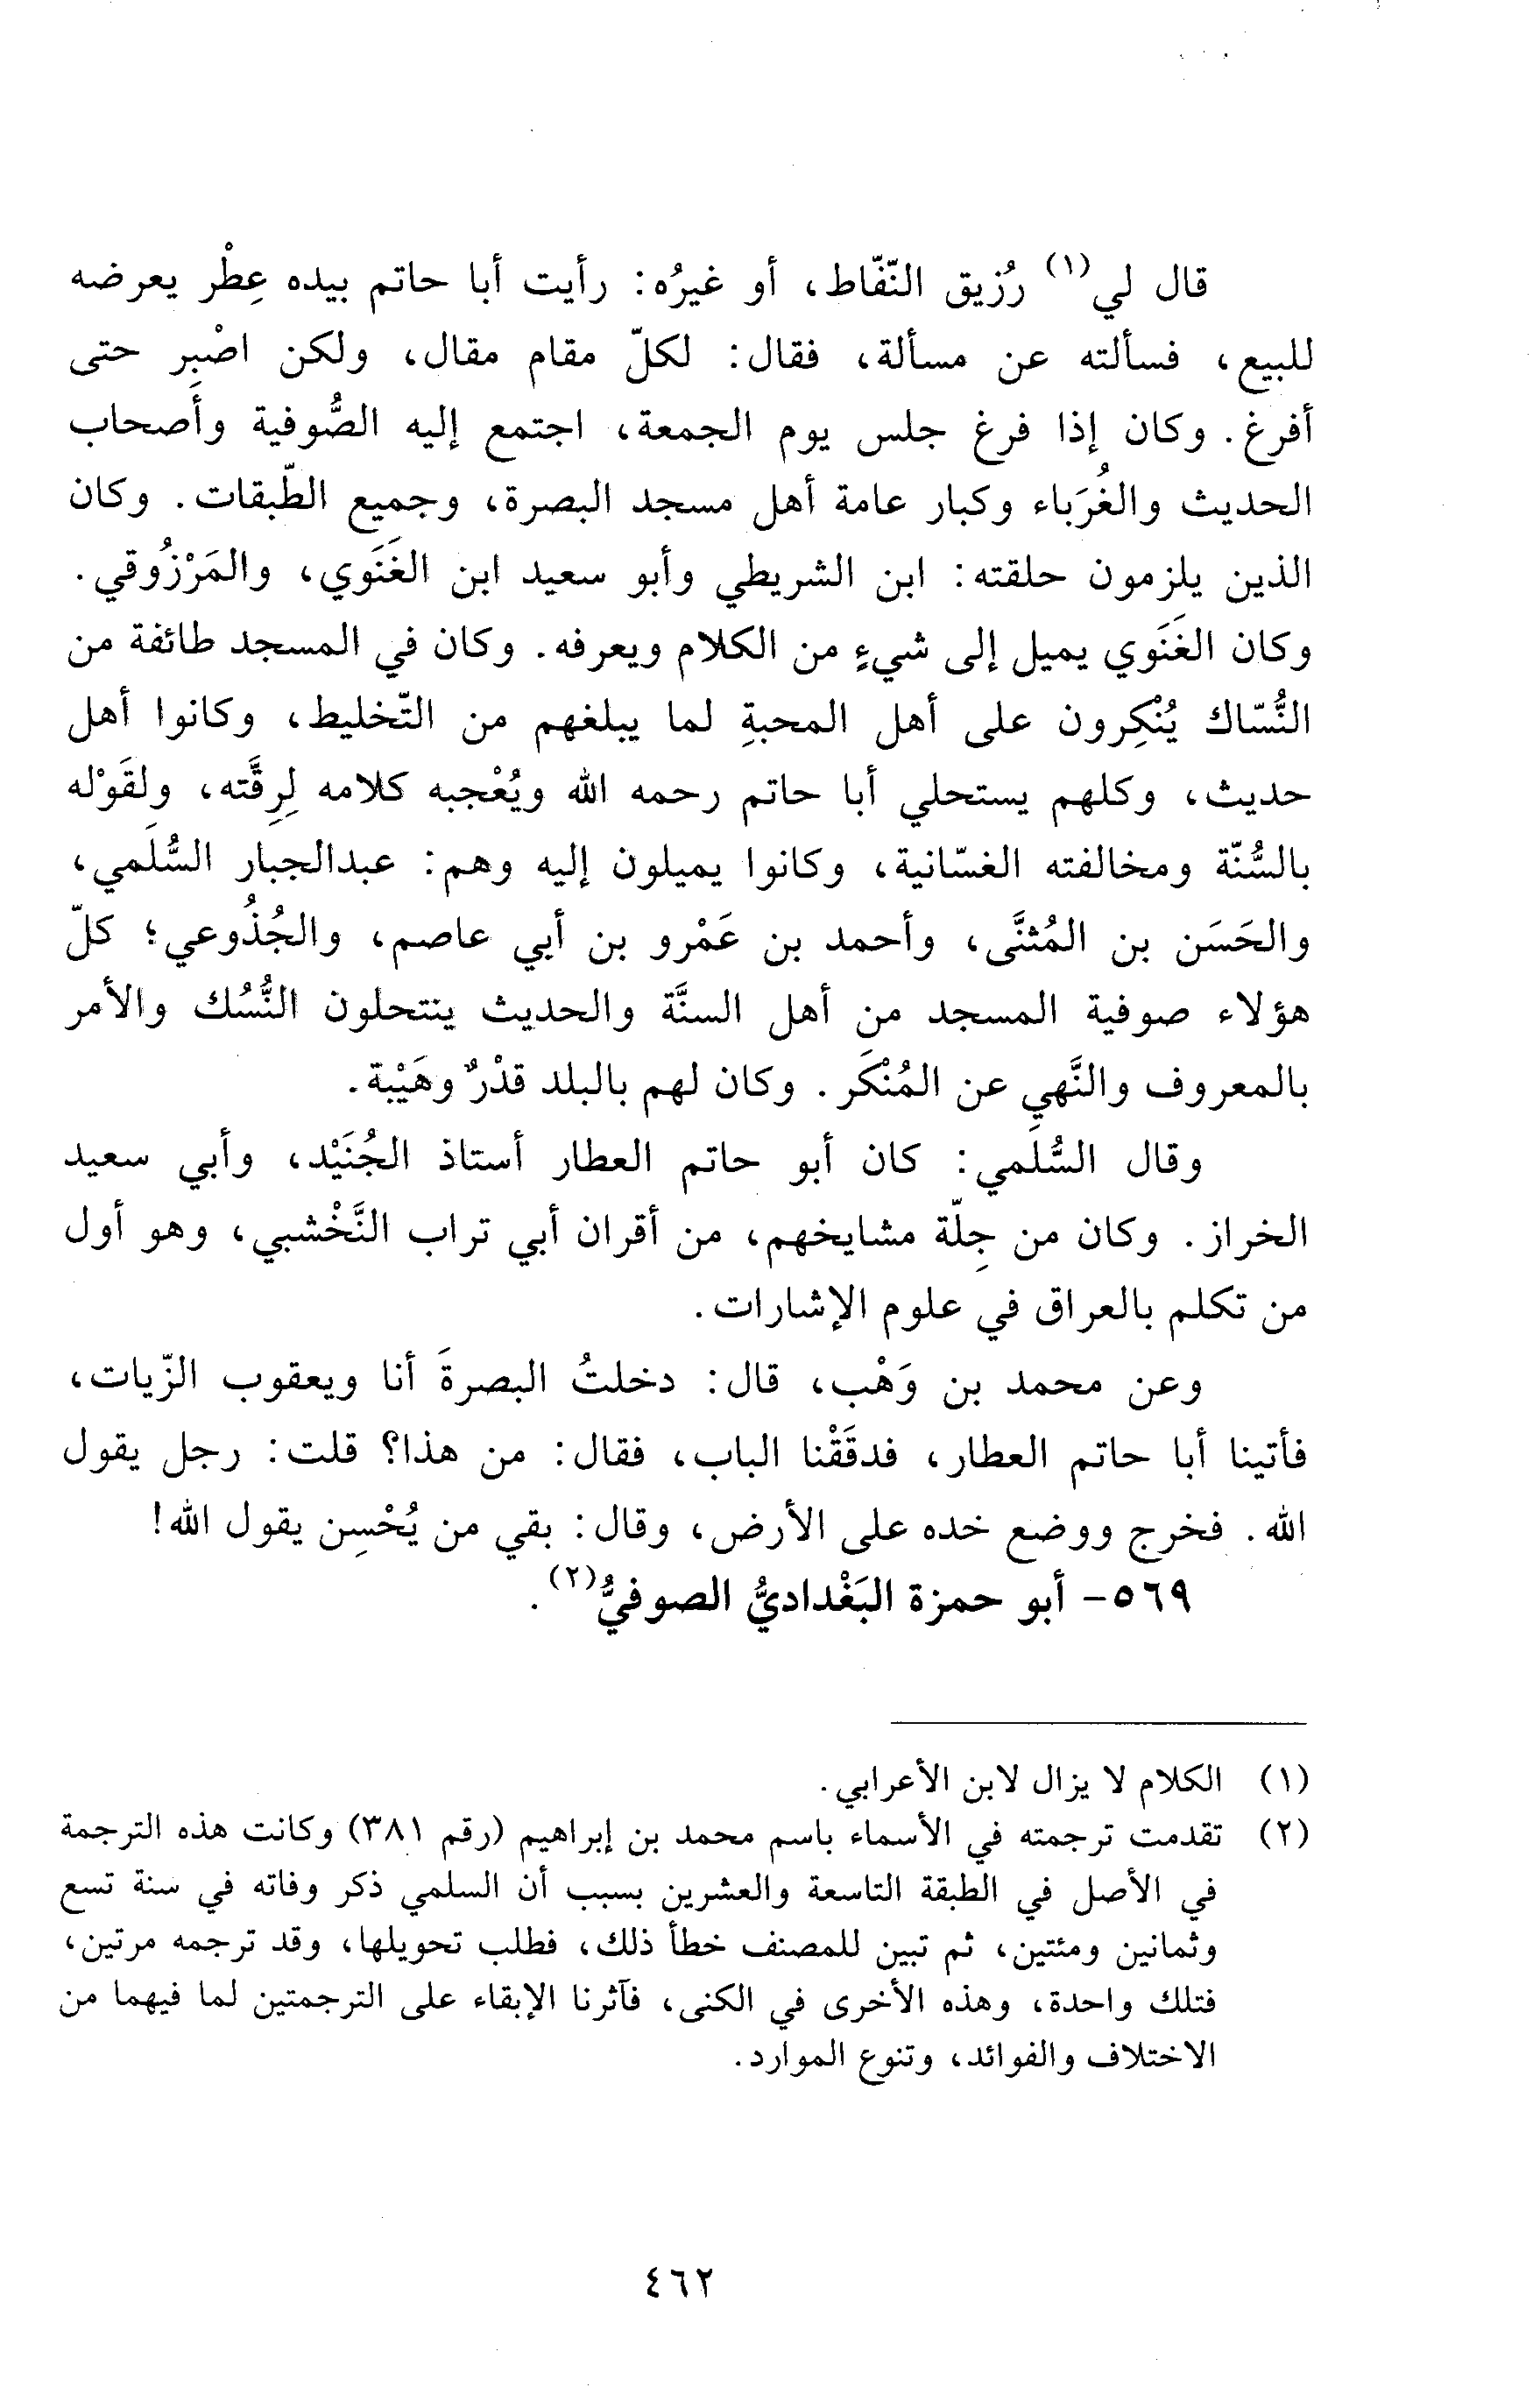 قال لي(١) رُزيق النّفّاط، أو غيرُه: رأيت أبا حاتم بيده عِطْر يعرضه
للبيع، فسألته عن مسألة، فقال: لكلّ مقام مقال، ولكن اصْبِر حتى
أفرغ. وكان إذا فرغ جلس يوم الجمعة، اجتمع إليه الصُّوفية وأَصحاب
الحديث والغُرَباء وكبار عامة أهل مسجد البصرة، وجميع الطّبقات. وكان
الذين يلزمون حلقته: ابن الشريطي وأبو سعيد ابن الغَنَوي، والمَرْزُوقي.
وكان الغَنَوي يميل إلى شيءٍ من الكلام ويعرفه. وكان في المسجد طائفة من
النُّسّاك يُنْكِرون على أهل المحبةِ لما يبلغهم من التّخليط، وكانوا أهل
حديث، وكلهم يستحلي أبا حاتم رحمه الله ويُعْجبه كلامه لِرِقَّته، ولقَوْله
بالسُّنّة ومخالفته الغسّانية، وكانوا يميلون إليه وهم: عبدالجبار السُّلَمي،
والحَسَن بن المُثنَّى، وأحمد بن عَمْرو بن أبي عاصم، والجُذُوعي؛ كلّ
هؤلاء صوفية المسجد من أهل السنَّة والحديث ينتحلون النُّسُك والأمر
بالمعروف والنَّهيِ عن المُنْكَر. وكان لهم بالبلد قدْرٌ وهَيْبة.
وقال السُّلَمي: كان أبو حاتم العطار أستاذ الجُنَيْد، وأبي سعيد
الخراز. وكان من جِلّة مشايخهم، من أقران أبي تراب النَّخْشبي، وهو أول
من تكلم بالعراق في علوم الإشارات.
وعن محمد بن وَهْب، قال: دخلتُ البصرةَ أنا ويعقوب الزّيات،
فأتينا أبا حاتم العطار، فدقَقْنا الباب، فقال: من هذا؟ قلت: رجل يقول
الله. فخرج ووضع خده على الأرض، وقال: بقي من يُحْسِن يقول الله!
٥٦٩- أبو حمزة البَغْداديُّ الصوفيُّ(٢).
(١) الكلام لا يزال لابن الأعرابي.
(٢) تقدمت ترجمته في الأسماء باسم محمد بن إبراهيم (رقم ٣٨١) وكانت هذه الترجمة
في الأصل في الطبقة التاسعة والعشرين بسبب أن السلمي ذكر وفاته في سنة تسع
وثمانين ومئتين، ثم تبين للمصنف خطأ ذلك، فطلب تحويلها، وقد ترجمه مرتين،
فتلك واحدة، وهذه الأخرى في الكنى، فآثرنا الإبقاء على الترجمتين لما فيهما من
الاختلاف والفوائد، وتنوع الموارد.
٤٦٢